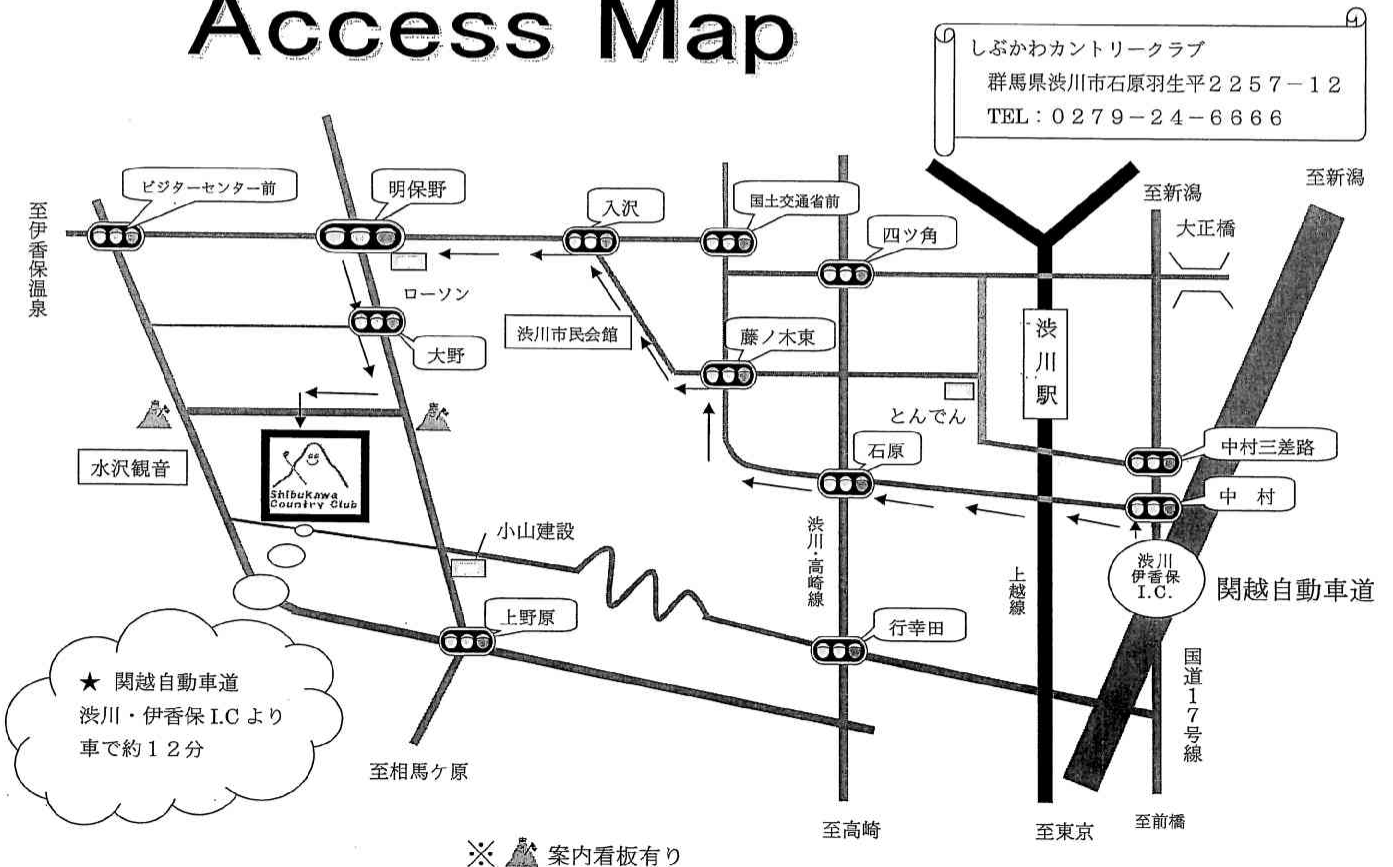 Access Map
しぶかわカントリークラブ
群馬県渋川市石原羽生平2257－12
TEL：0279－24－6666
至伊香保温泉
ビジターセンター前
明保野
入沢
国土交通省前
四ツ角
至新潟
大正橋
至新潟
ローソン
大野
渋川市民会館
藤ノ木東
渋川駅
とんでん
水沢観音
Shibukawa
Country Club
石原
中村三差路
中　村
小山建設
渋川・高崎線
上越線
渋川
伊香保
I.C.
関越自動車道
上野原
行幸田
国道17号線
★ 関越自動車道
渋川・伊香保 I.C より
車で約12分
至相馬ケ原
至高崎
至東京
至前橋
※ 案内看板有り